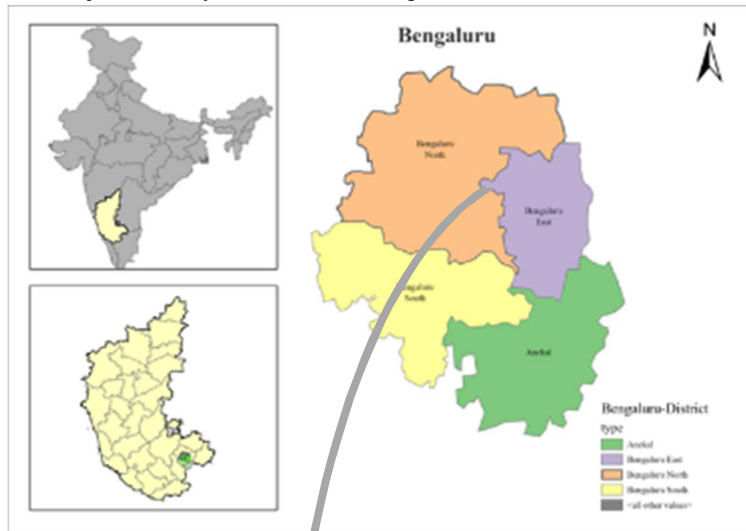 Bengaluru
N
Bengaluru
North
Bengaluru
East
South
Anekal
Bengaluru-District
type
Anekal
Bengaluru East
Bengaluru North
Bengaluru South
<all other values>